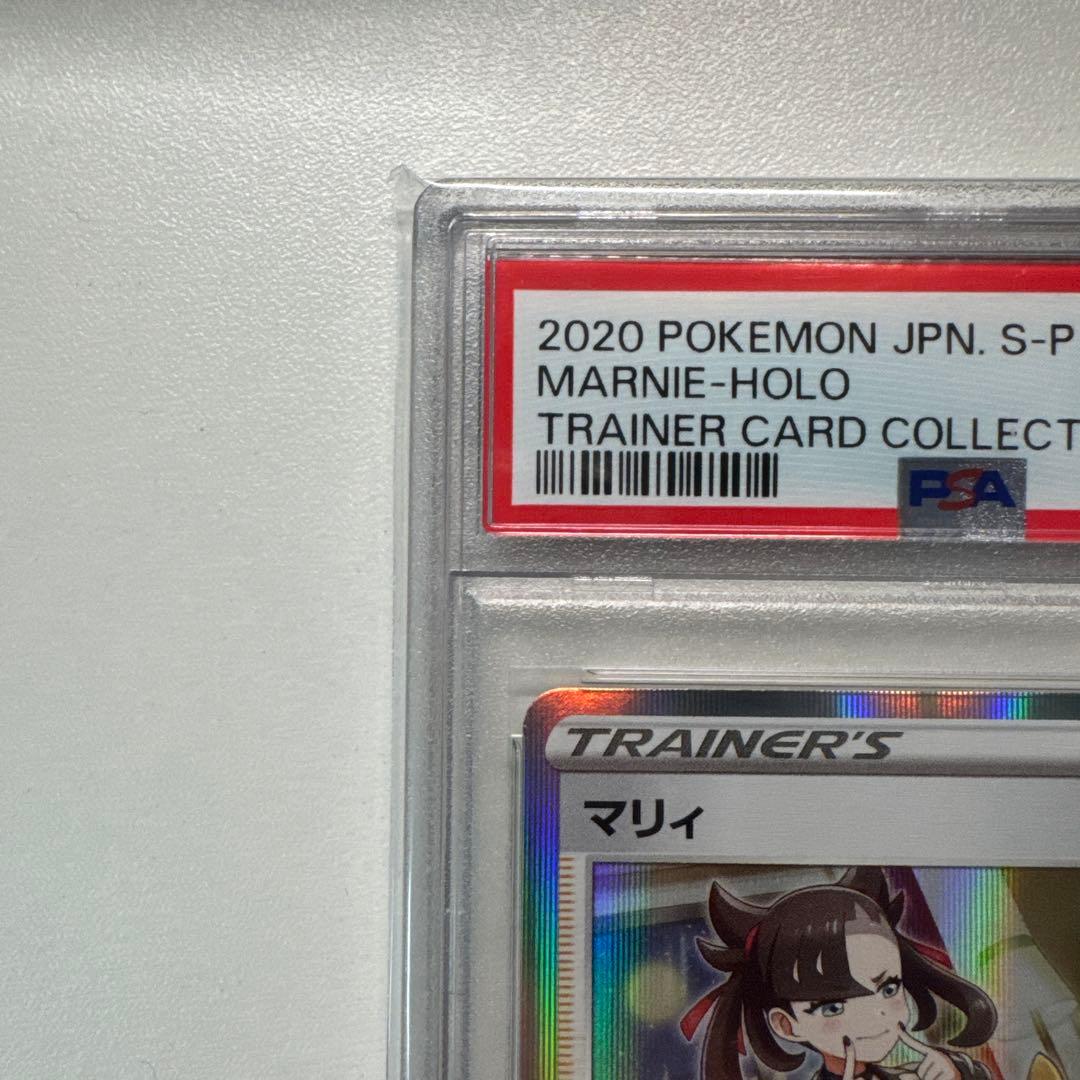 2020 POKEMON JPN. S-P
MARNIE-HOLO
TRAINER CARD COLLECT
PSA
TRAINER'S
マリィ